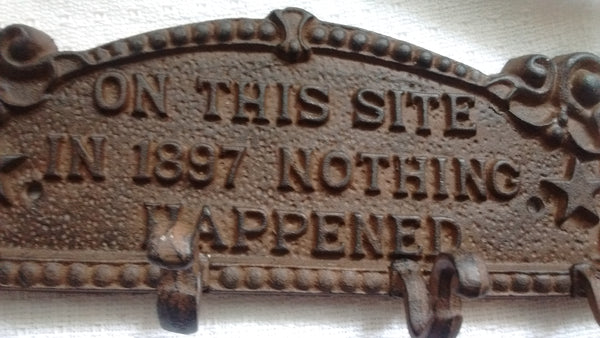 ON THIS SITE
IN 1897 NOTHING
HAPPENED